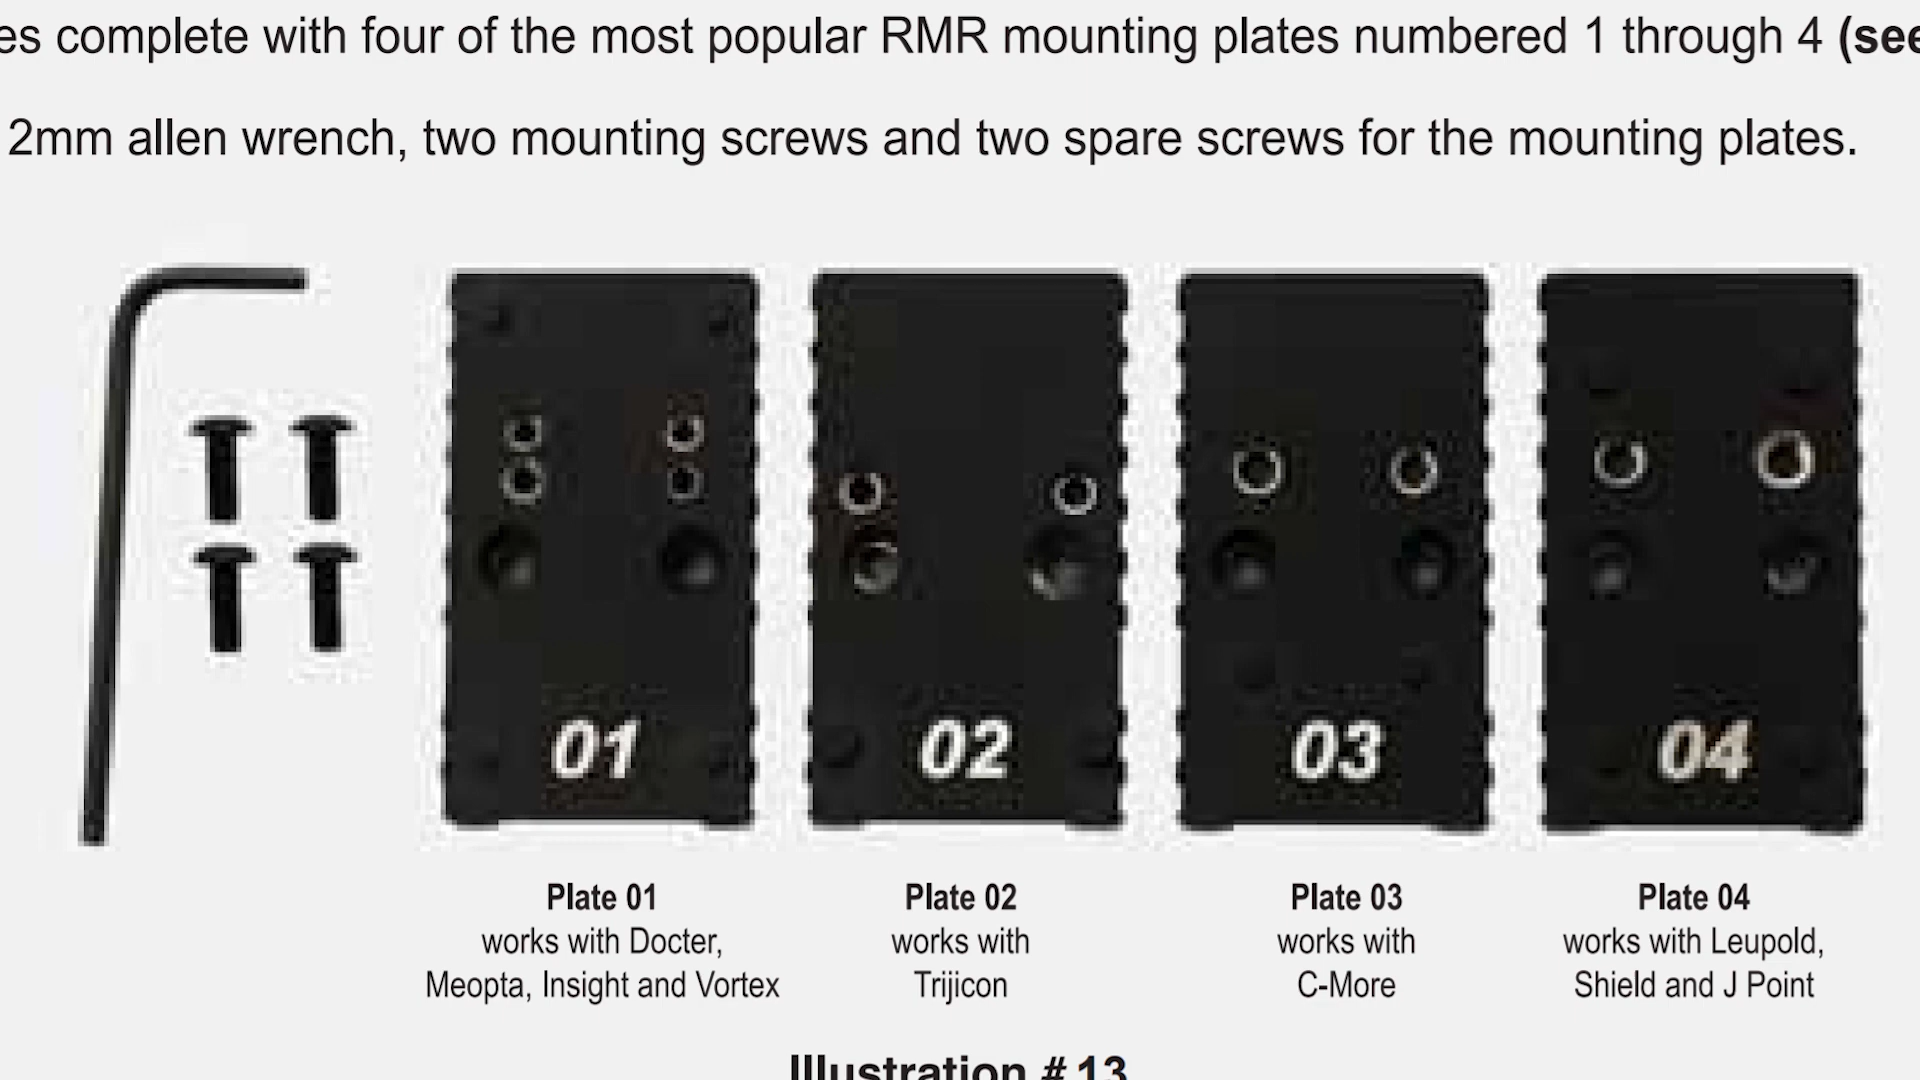 es complete with four of the most popular RMR mounting plates numbered 1 through 4 (see
2mm allen wrench, two mounting screws and two spare screws for the mounting plates.
01 02 03 04
Plate 01
works with Docter,
Meopta, Insight and Vortex
Plate 02
works with
Trijicon
Plate 03
works with
C-More
Plate 04
works with Leupold,
Shield and J Point
Illustration # 13